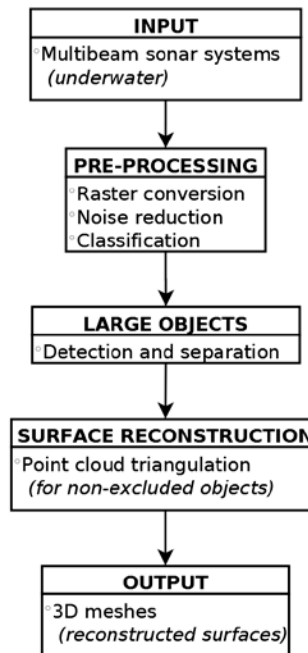 INPUT
◦Multibeam sonar systems
(underwater)
PRE-PROCESSING
◦Raster conversion
◦Noise reduction
◦Classification
LARGE OBJECTS
◦Detection and separation
SURFACE RECONSTRUCTION
◦Point cloud triangulation
(for non-excluded objects)
OUTPUT
◦3D meshes
(reconstructed surfaces)